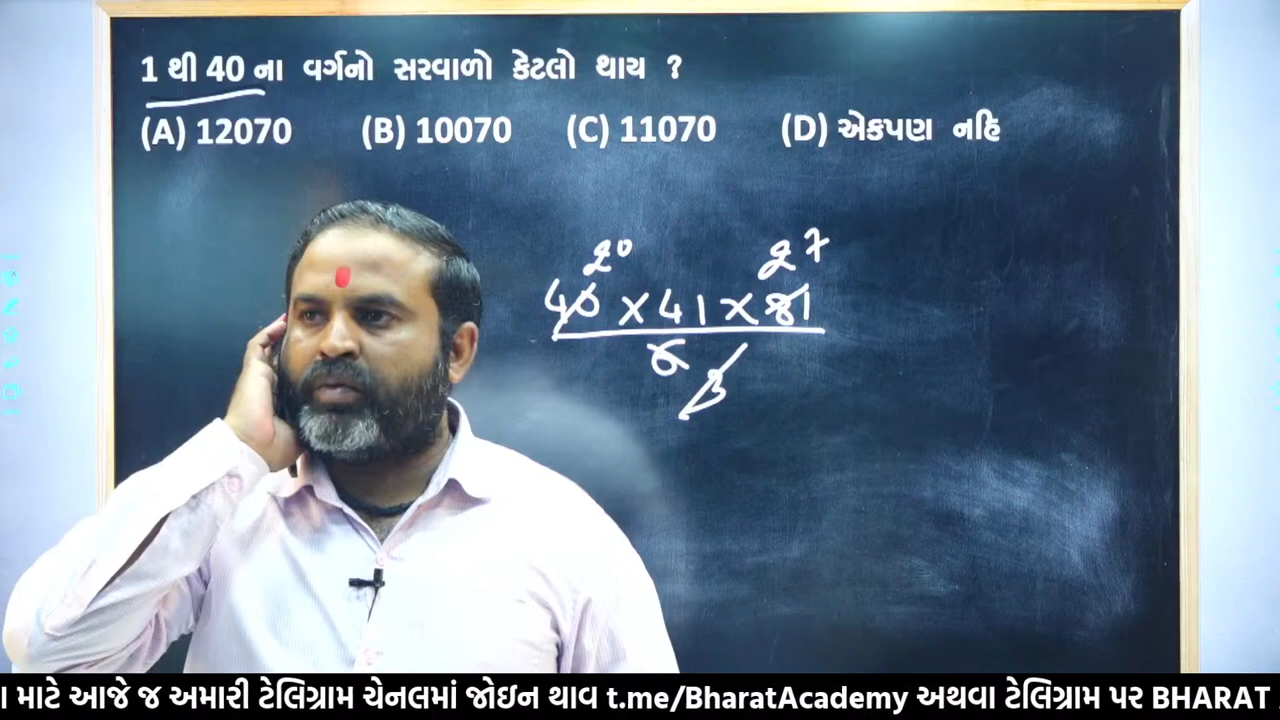 1 થી 40 ના વર્ગનો સરવાળો કેટલો થાય ?
(A) 12070 (B) 10070 (C) 11070 (D) એકપણ નહિ
20 27
40 × 41 × 81
6 3
માટે આજે જ અમારી ટેલિગ્રામ ચેનલમાં જોઇન થાવ t.me/BharatAcademy અથવા ટેલિગ્રામ પર BHARAT